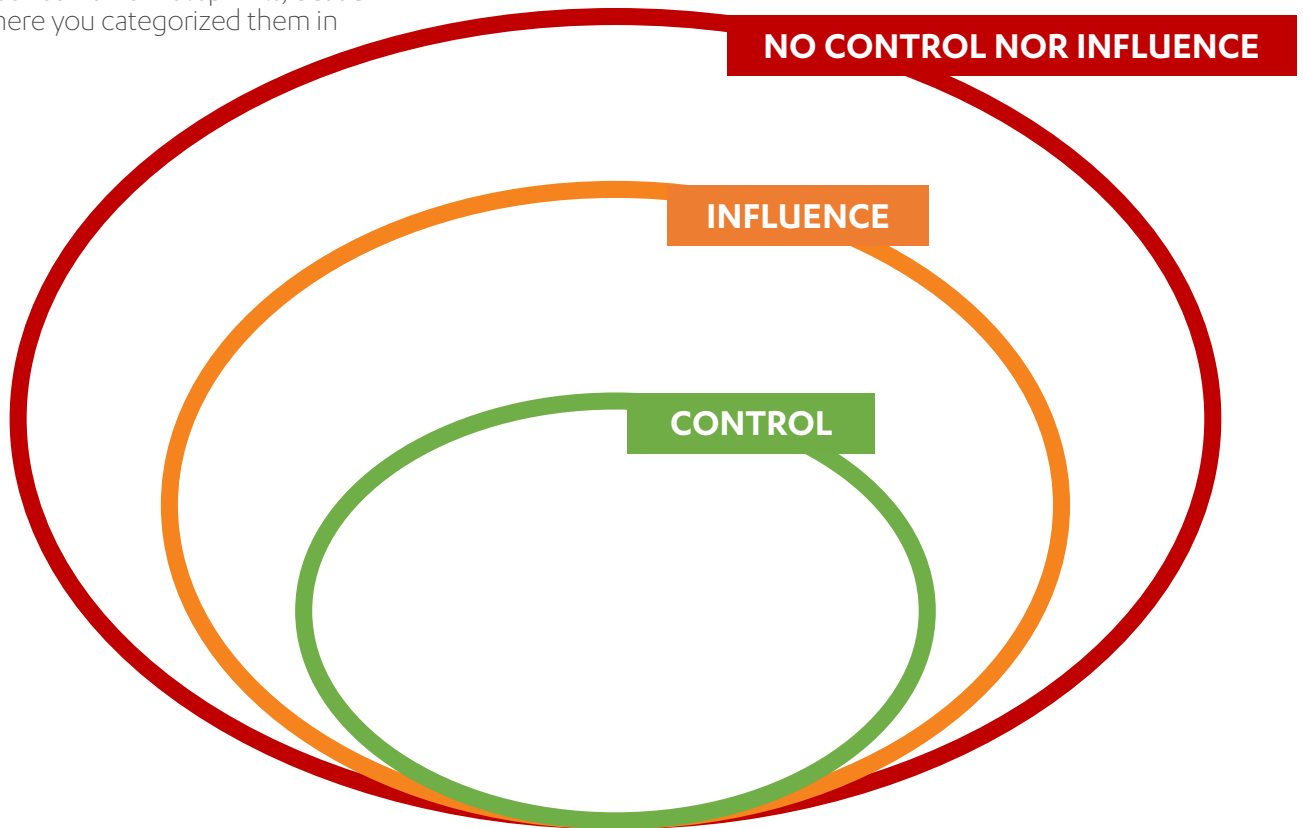 here you categorized them in
NO CONTROL NOR INFLUENCE
INFLUENCE
CONTROL